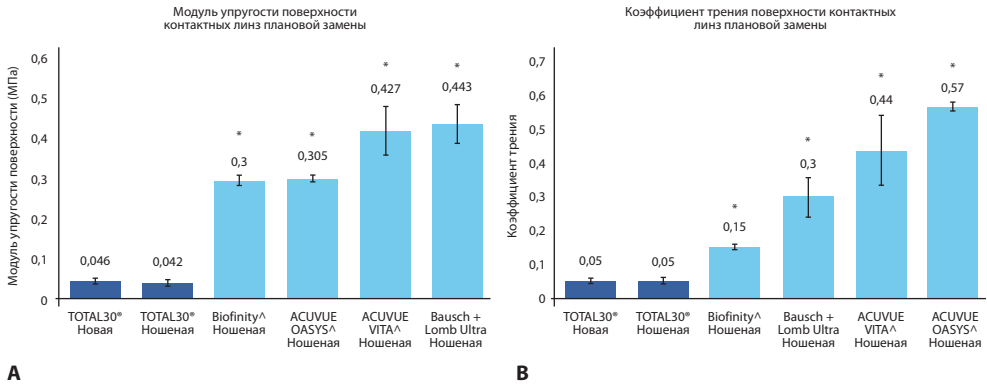 Модуль упругости поверхности
контактных линз плановой замены
Модуль упругости поверхности (МПа)
0,6
0,5
0,4
0,3
0,2
0,1
0
0,046
0,042
*
0,3
*
0,305
*
0,427
*
0,443
TOTAL30®
Новая
TOTAL30®
Ношеная
Biofinity^
Ношеная
ACUVUE
OASYS^
Ношеная
ACUVUE
VITA^
Ношеная
Bausch +
Lomb Ultra
Ношеная
A
Коэффициент трения поверхности контактных
линз плановой замены
Коэффициент трения
0,7
0,6
0,5
0,4
0,3
0,2
0,1
0
0,05
0,05
*
0,15
*
0,3
*
0,44
*
0,57
TOTAL30®
Новая
TOTAL30®
Ношеная
Biofinity^
Ношеная
Bausch +
Lomb Ultra
Ношеная
ACUVUE
VITA^
Ношеная
ACUVUE
OASYS^
Ношеная
B